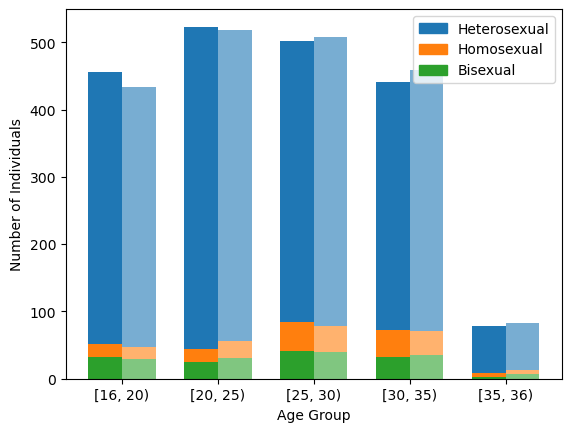 Heterosexual
Homosexual
Bisexual
500
400
300
200
100
0
Number of Individuals
[16, 20)
[20, 25)
[25, 30)
[30, 35)
[35, 36)
Age Group